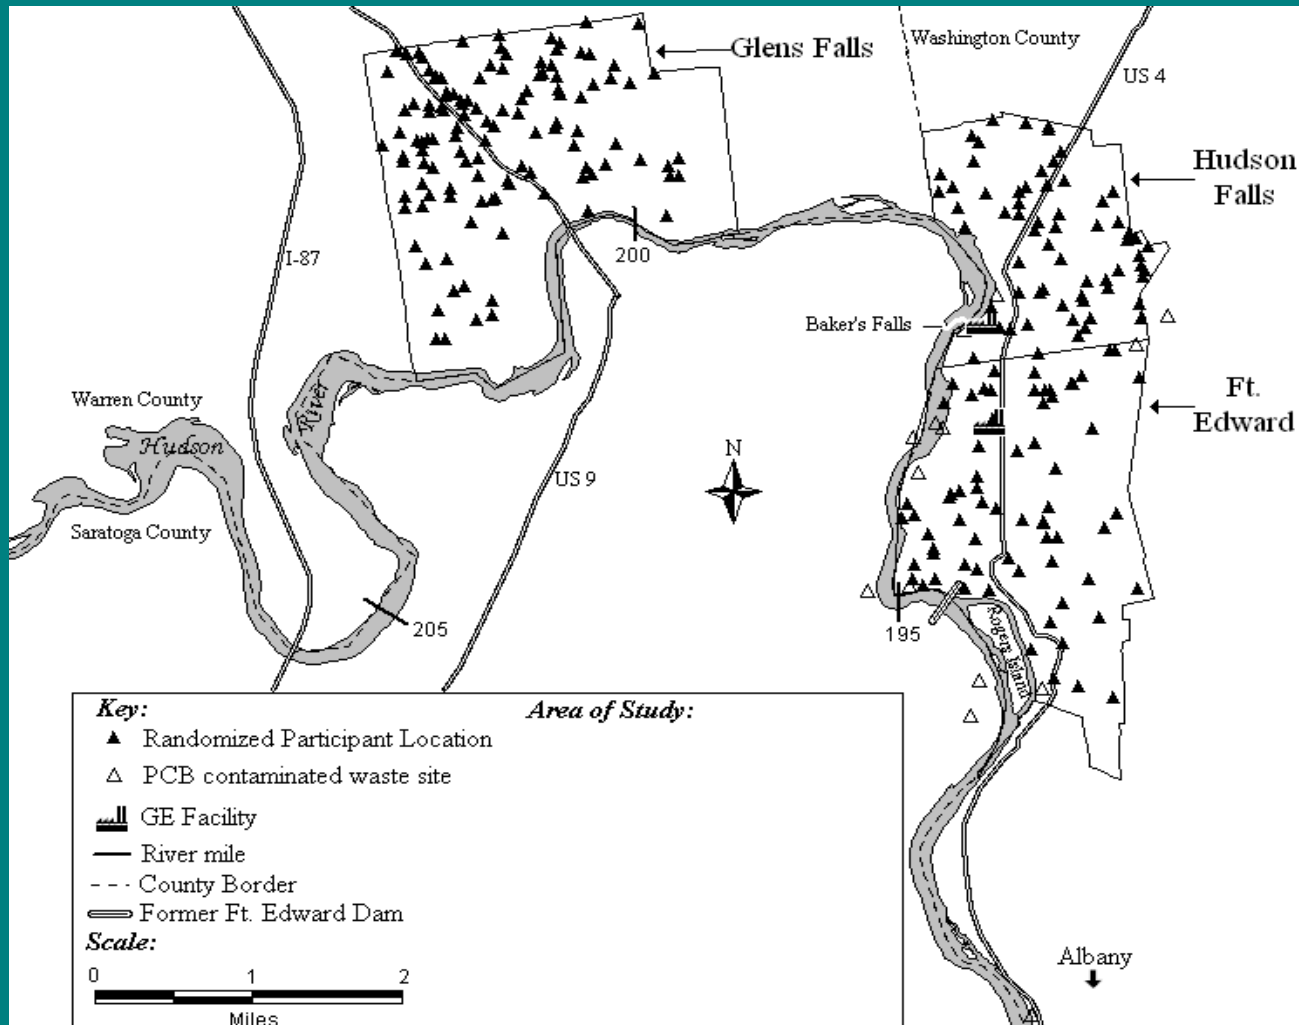 Glens Falls
Washington County
US 4
Hudson
Falls
I-87
200
Baker's Falls
Warren County
River
Ft.
Edward
Hudson
N
US 9
Saratoga County
205
195
Rogers Island
Key:
Area of Study:
Randomized Participant Location
PCB contaminated waste site
GE Facility
River mile
County Border
Former Ft. Edward Dam
Scale:
0 1 2
Miles
Albany